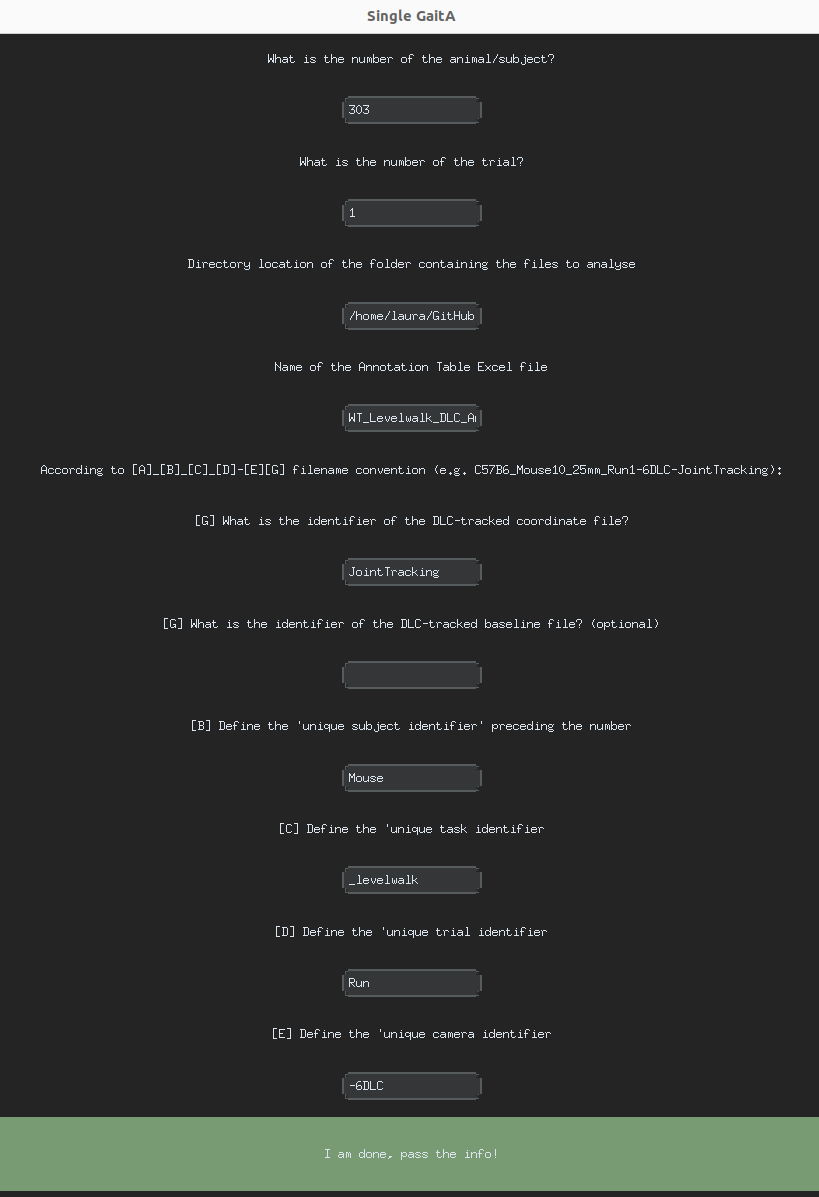 Single GaitA
What is the number of the animal/subject?
303
What is the number of the trial?
1
Directory location of the folder containing the files to analyse
/home/laura/GitHub
Name of the Annotation Table Excel file
WT_Levelwalk_DLC_A
According to [A]_[B]_[C]_[D]-[E][G] filename convention (e.g. C57B6_Mouse10_25mm_Run1-6DLC-JointTracking):
[G] What is the identifier of the DLC-tracked coordinate file?
JointTracking
[G] What is the identifier of the DLC-tracked baseline file? (optional)
[B] Define the 'unique subject identifier' preceding the number
Mouse
[C] Define the 'unique task identifier
_levelwalk
[D] Define the 'unique trial identifier
Run
[E] Define the 'unique camera identifier
-6DLC
I am done, pass the info!